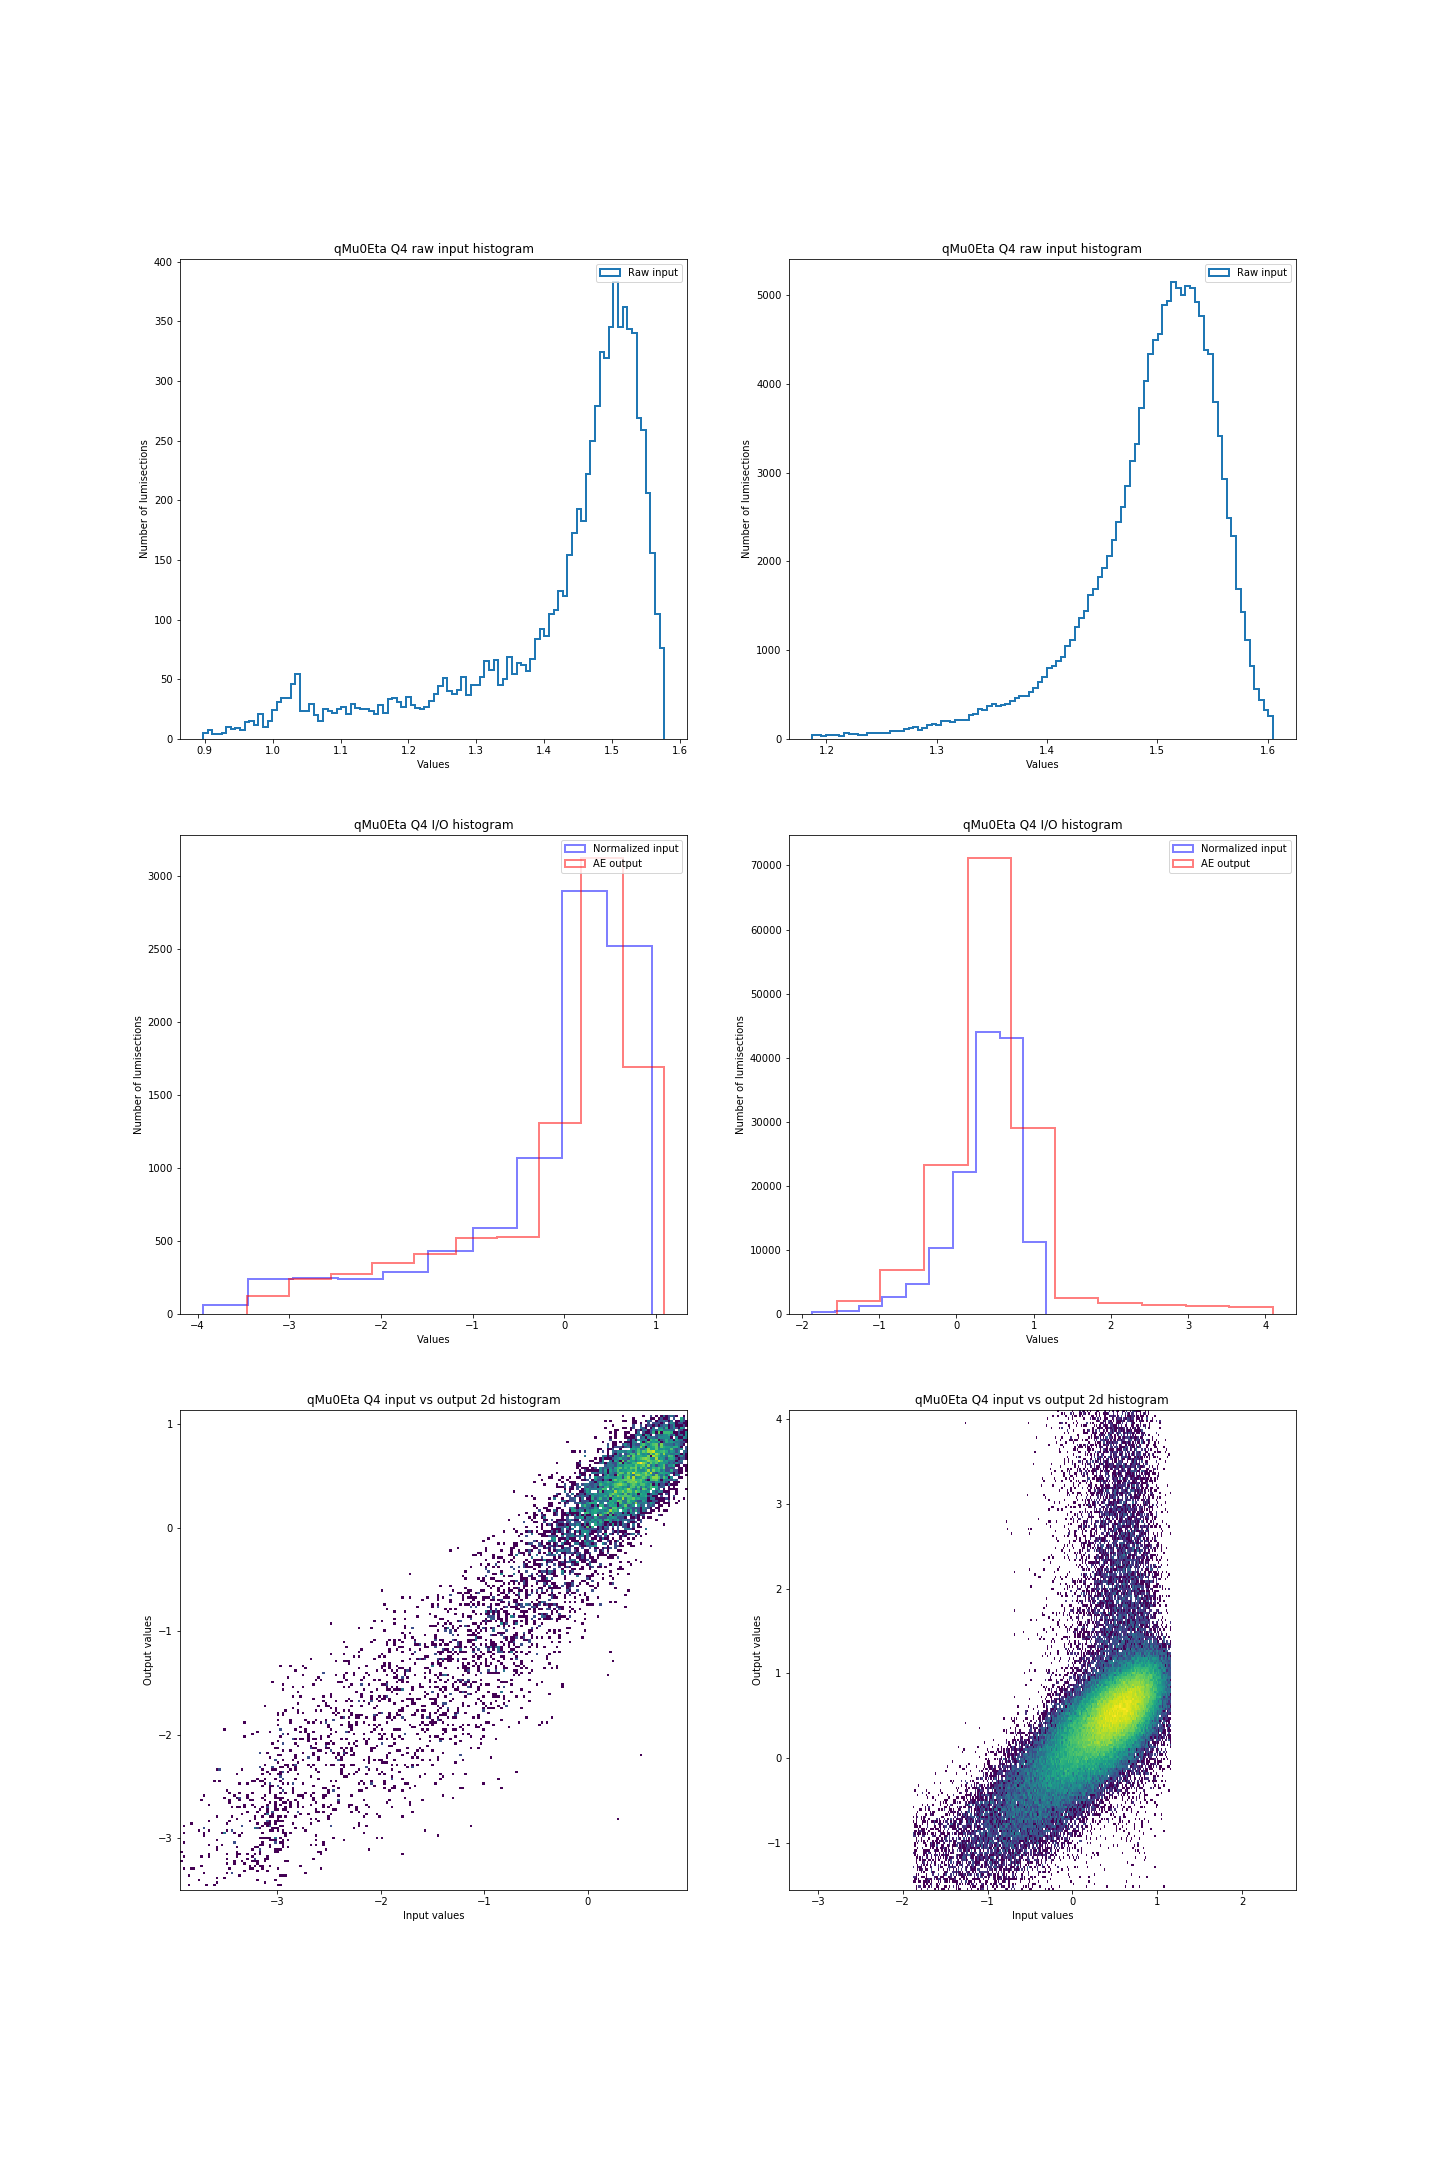 qMu0Eta Q4 raw input histogram
Raw input
400
350
300
250
200
150
100
50
0
Number of lumisections
0.9 1.0 1.1 1.2 1.3 1.4 1.5 1.6
Values
qMu0Eta Q4 raw input histogram
Raw input
5000
4000
3000
2000
1000
0
Number of lumisections
1.2 1.3 1.4 1.5 1.6
Values
qMu0Eta Q4 I/O histogram
Normalized input
AE output
3000
2500
2000
1500
1000
500
0
Number of lumisections
−4 −3 −2 −1 0 1
Values
qMu0Eta Q4 I/O histogram
Normalized input
AE output
70000
60000
50000
40000
30000
20000
10000
0
Number of lumisections
−2 −1 0 1 2 3 4
Values
qMu0Eta Q4 input vs output 2d histogram
1
0
−1
−2
−3
Output values
−3 −2 −1 0
Input values
qMu0Eta Q4 input vs output 2d histogram
4
3
2
1
0
−1
Output values
−3 −2 −1 0 1 2
Input values